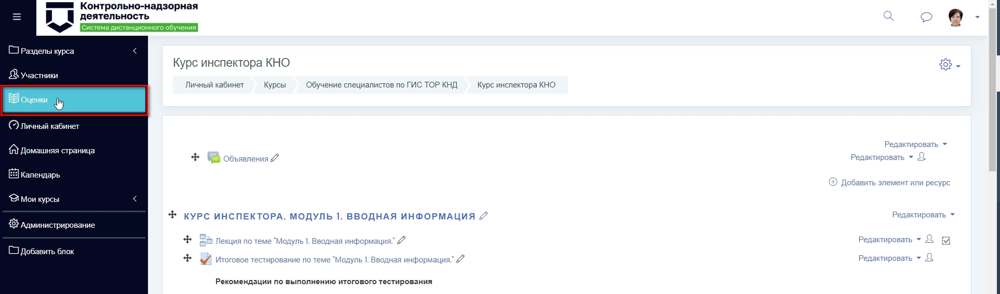 Контрольно-надзорная
деятельность
Система дистанционного обучения
Разделы курса
Участники
Оценки
Личный кабинет
Домашняя страница
Календарь
Мои курсы
Администрирование
Добавить блок
Курс инспектора КНО
Личный кабинет Курсы Обучение специалистов по ГИС ТОР КНД Курс инспектора КНО
Редактировать
Объявления Редактировать
Добавить элемент или ресурс
КУРС ИНСПЕКТОРА. МОДУЛЬ 1. ВВОДНАЯ ИНФОРМАЦИЯ Редактировать
Лекция по теме "Модуль 1. Вводная информация." Редактировать
Итоговое тестирование по теме "Модуль 1. Вводная информация." Редактировать
Рекомендации по выполнению итогового тестирования